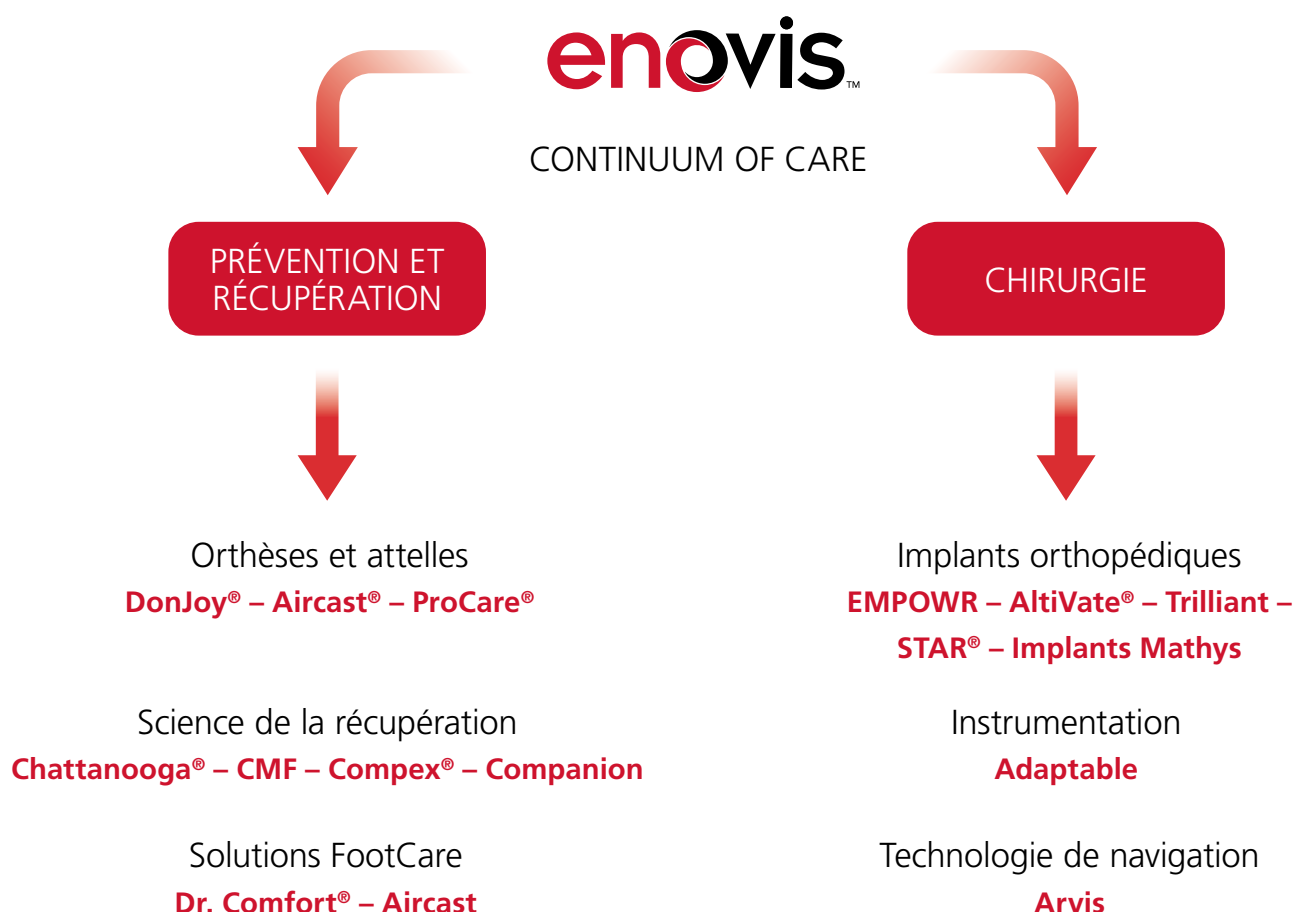 enovis™
CONTINUUM OF CARE
PRÉVENTION ET
RÉCUPÉRATION
Orthèses et attelles
DonJoy® – Aircast® – ProCare®
Science de la récupération
Chattanooga® – CMF – Compex® – Companion
Solutions FootCare
Dr. Comfort® – Aircast
CHIRURGIE
Implants orthopédiques
EMPOWR – AltiVate® – Trilliant –
STAR® – Implants Mathys
Instrumentation
Adaptable
Technologie de navigation
Arvis